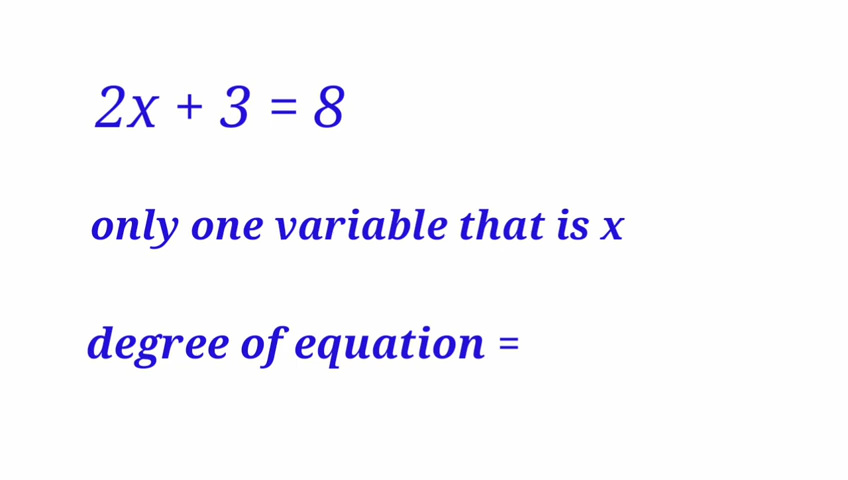 2x + 3 = 8
only one variable that is x
degree of equation =